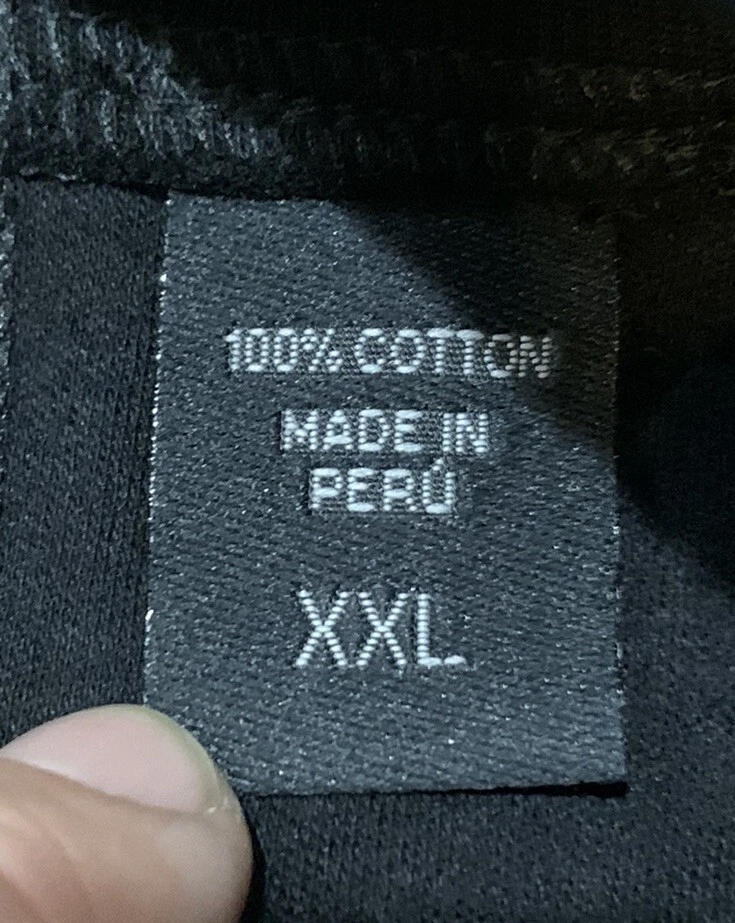 100% COTTON
MADE IN
PERÚ
XXL